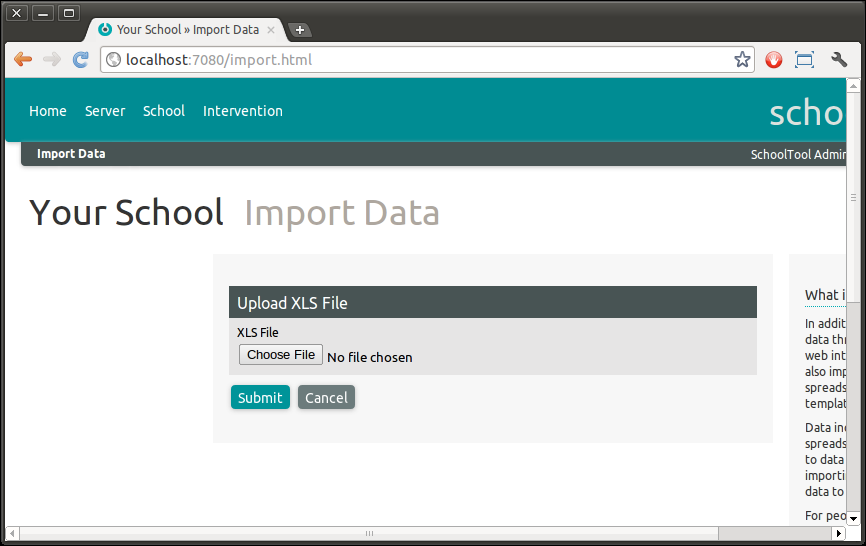 Your School » Import Data
localhost:7080/import.html
Home Server School Intervention
scho
Import Data
SchoolTool Admin
Your School Import Data
Upload XLS File
XLS File
Choose File No file chosen
Submit Cancel
What i
In addit
data thr
web int
also imp
spreads
templat
Data in
spreads
to data
importi
data to
For peo